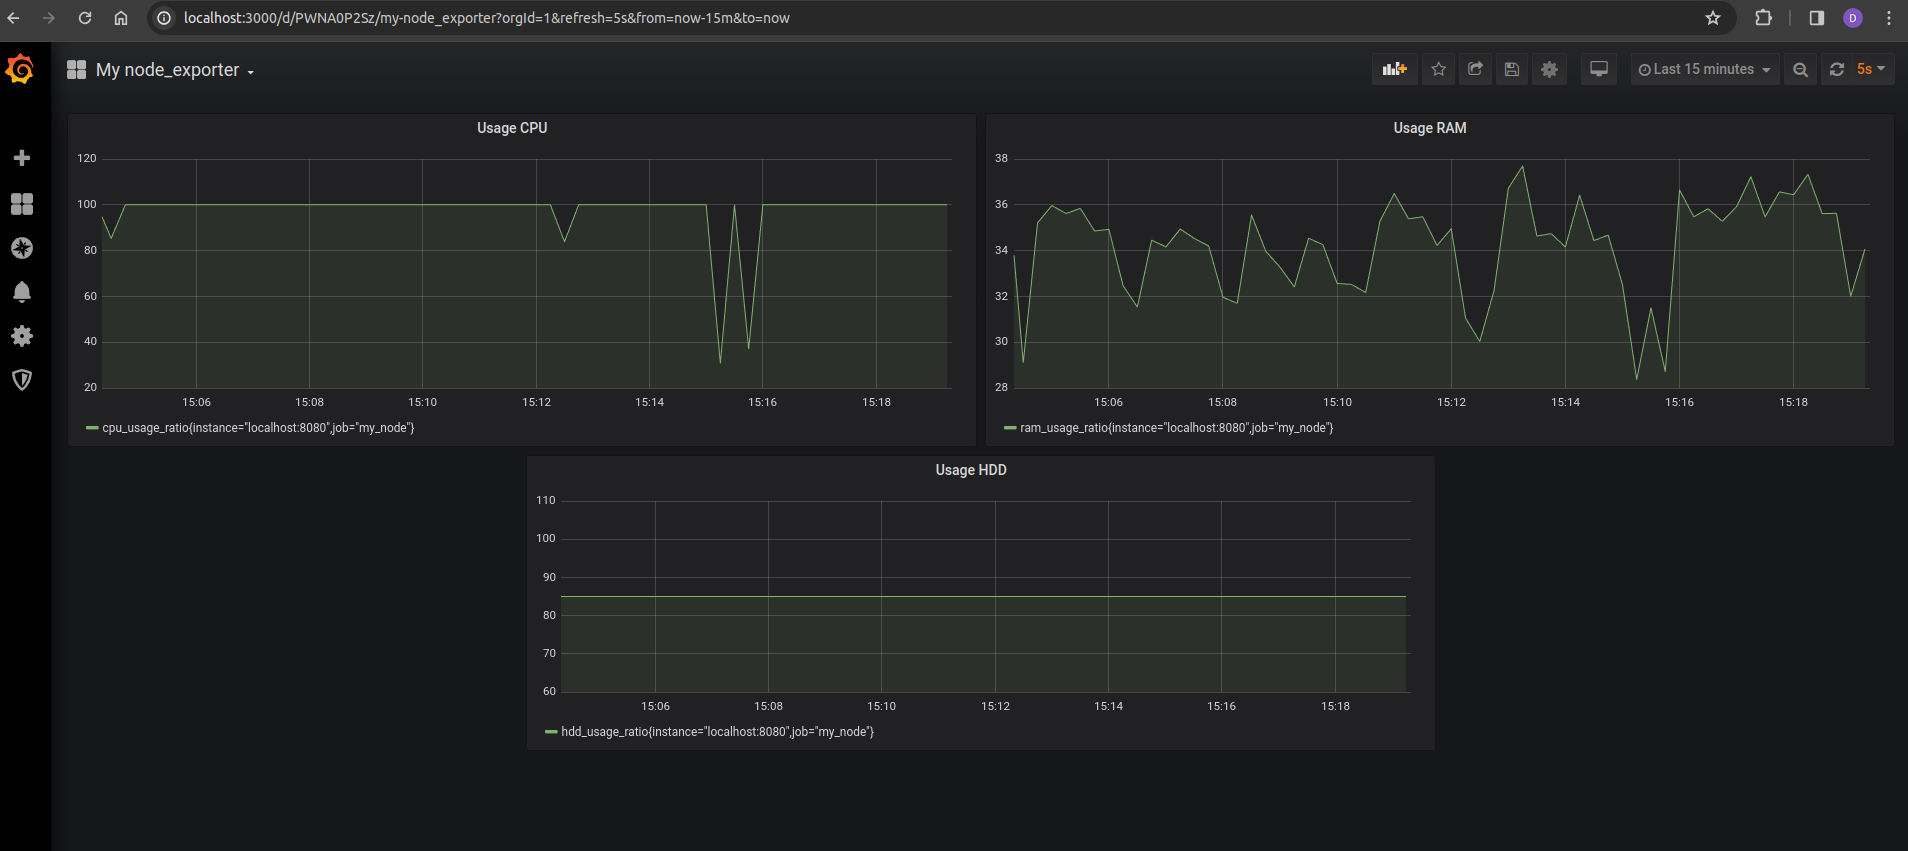 localhost:3000/d/PWNA0P2Sz/my-node_exporter?orgId=1&refresh=5s&from=now-15m&to=now
D
My node_exporter
Last 15 minutes
5s
Usage CPU
120
100
80
60
40
20
15:06 15:08 15:10 15:12 15:14 15:16 15:18
cpu_usage_ratio{instance="localhost:8080",job="my_node"}
Usage RAM
38
36
34
32
30
28
15:06 15:08 15:10 15:12 15:14 15:16 15:18
ram_usage_ratio{instance="localhost:8080",job="my_node"}
Usage HDD
110
100
90
80
70
60
15:06 15:08 15:10 15:12 15:14 15:16 15:18
hdd_usage_ratio{instance="localhost:8080",job="my_node"}